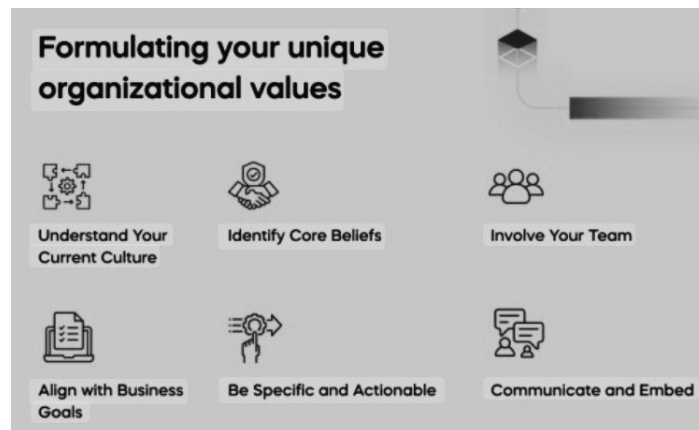 Formulating your unique
organizational values
Understand Your
Current Culture
Identify Core Beliefs
Involve Your Team
Align with Business
Goals
Be Specific and Actionable
Communicate and Embed